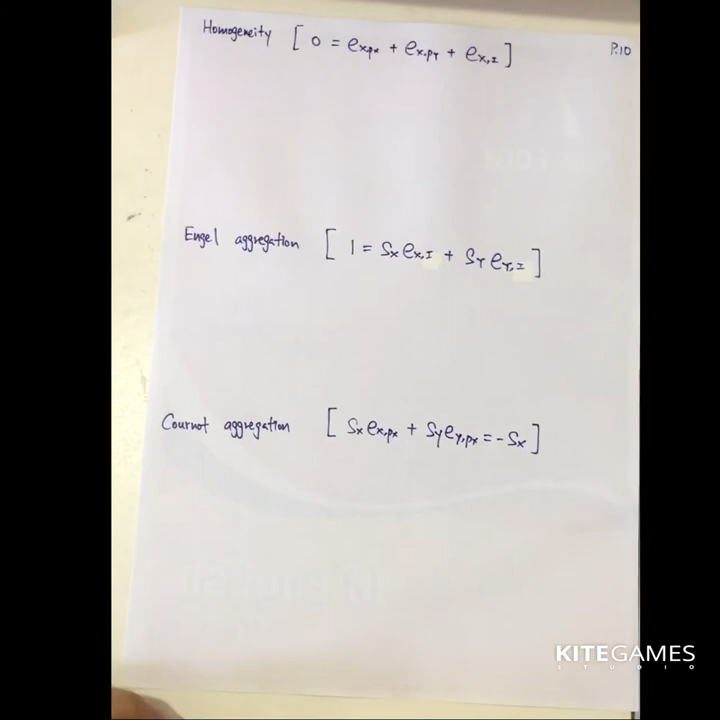 Homogeneity [ 0 = eₓ,ₚₓ + eₓ,ₚY + eₓ,I ]
P.10
Engel aggregation [ 1 = Sₓ eₓ,I + SY eY,I ]
Cournot aggregation [ Sₓ eₓ,ₚₓ + SY eY,ₚₓ = - Sₓ ]
KITEGAMES
STUDIO